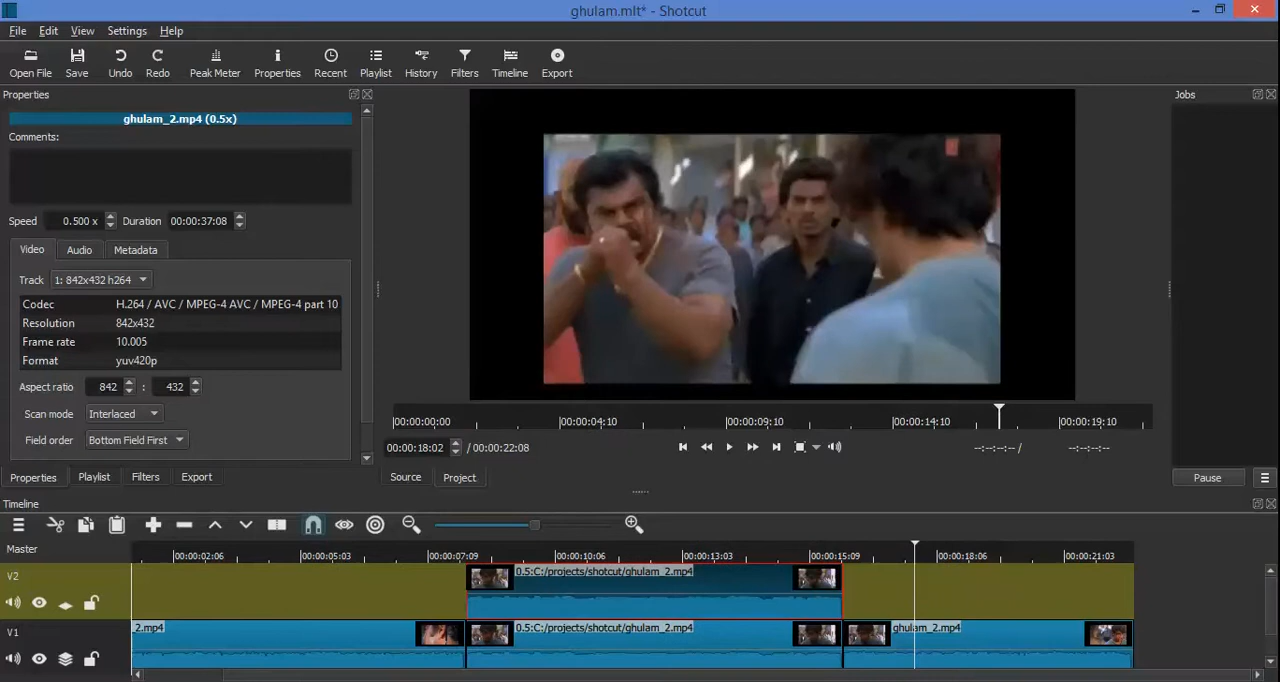 ghulam.mlt* - Shotcut
File Edit View Settings Help
Open File Save Undo Redo Peak Meter Properties Recent Playlist History Filters Timeline Export
Properties
Jobs
ghulam_2.mp4 (0.5x)
Comments:
Speed 0.500 x Duration 00:00:37:08
Video Audio Metadata
Track 1: 842x432 h264
Codec H.264 / AVC / MPEG-4 AVC / MPEG-4 part 10
Resolution 842x432
Frame rate 10.005
Format yuv420p
Aspect ratio 842 : 432
Scan mode Interlaced
Field order Bottom Field First
00:00:00:00 00:00:04:10 00:00:09:10 00:00:14:10 00:00:19:10
00:00:18:02 / 00:00:22:08 --:--:--:-- / --:--:--:--
Properties Playlist Filters Export Source Project Pause
Timeline
Master 00:00:02:06 00:00:05:03 00:00:07:09 00:00:10:06 00:00:13:03 00:00:15:09 00:00:18:06 00:00:21:03
V2 0.5:C:/projects/shotcut/ghulam_2.mp4
V1 _2.mp4 0.5:C:/projects/shotcut/ghulam_2.mp4 ghulam_2.mp4